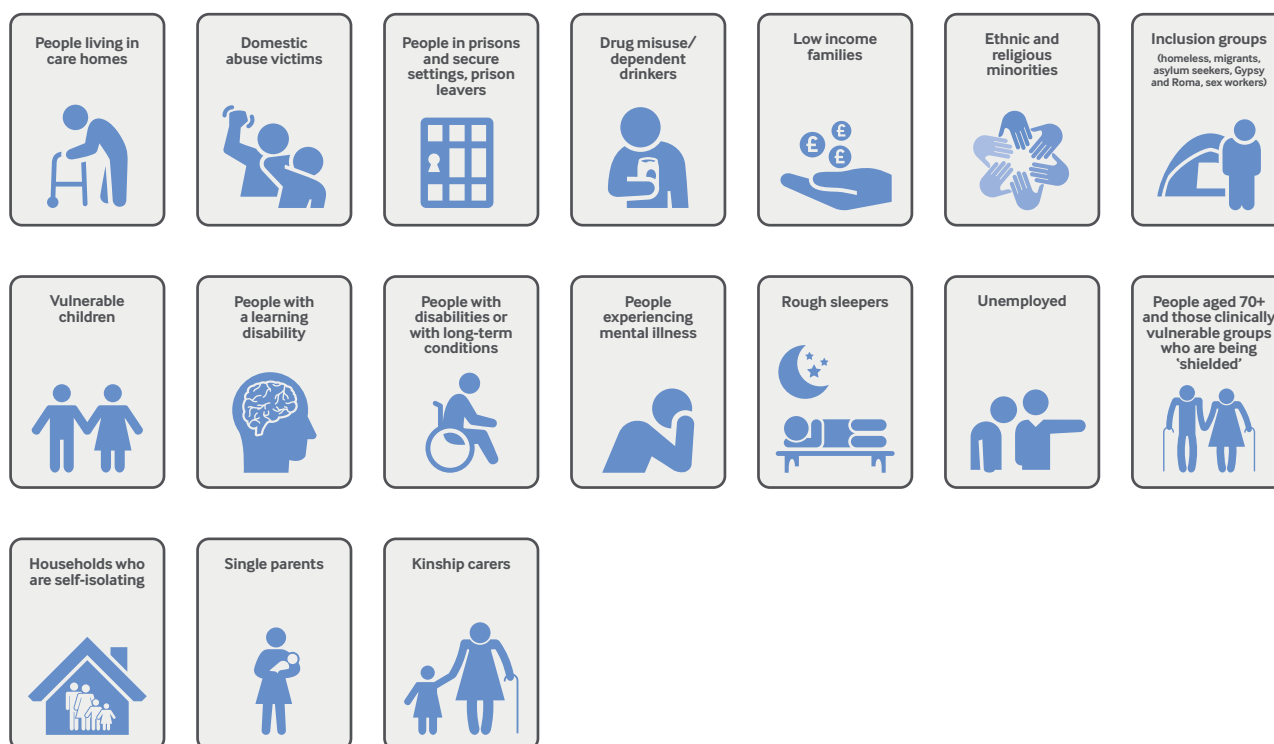 People living in
care homes
Domestic
abuse victims
People in prisons
and secure
settings, prison
leavers
Drug misuse/
dependent
drinkers
Low income
families
£
£
£
Ethnic and
religious
minorities
Inclusion groups
(homeless, migrants,
asylum seekers, Gypsy
and Roma, sex workers)
Vulnerable
children
People with
a learning
disability
People with
disabilities or
with long-term
conditions
People
experiencing
mental illness
Rough sleepers
Unemployed
People aged 70+
and those clinically
vulnerable groups
who are being
‘shielded’
Households who
are self-isolating
Single parents
Kinship carers